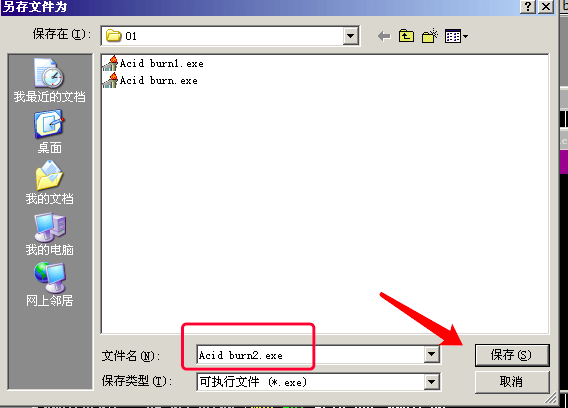 另存文件为
保存在(I):
01
Acid burn1.exe
Acid burn.exe
我最近的文档
桌面
我的文档
我的电脑
网上邻居
文件名(N):
Acid burn2.exe
保存(S)
保存类型(T):
可执行文件 (*.exe)
取消